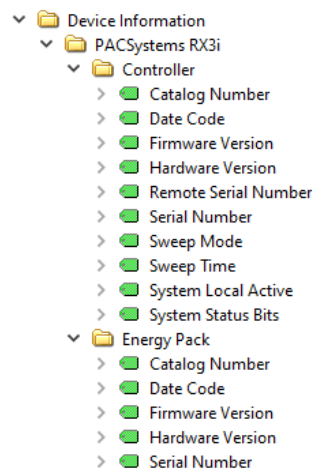 Device Information
PACSystems RX3i
Controller
Catalog Number
Date Code
Firmware Version
Hardware Version
Remote Serial Number
Serial Number
Sweep Mode
Sweep Time
System Local Active
System Status Bits
Energy Pack
Catalog Number
Date Code
Firmware Version
Hardware Version
Serial Number